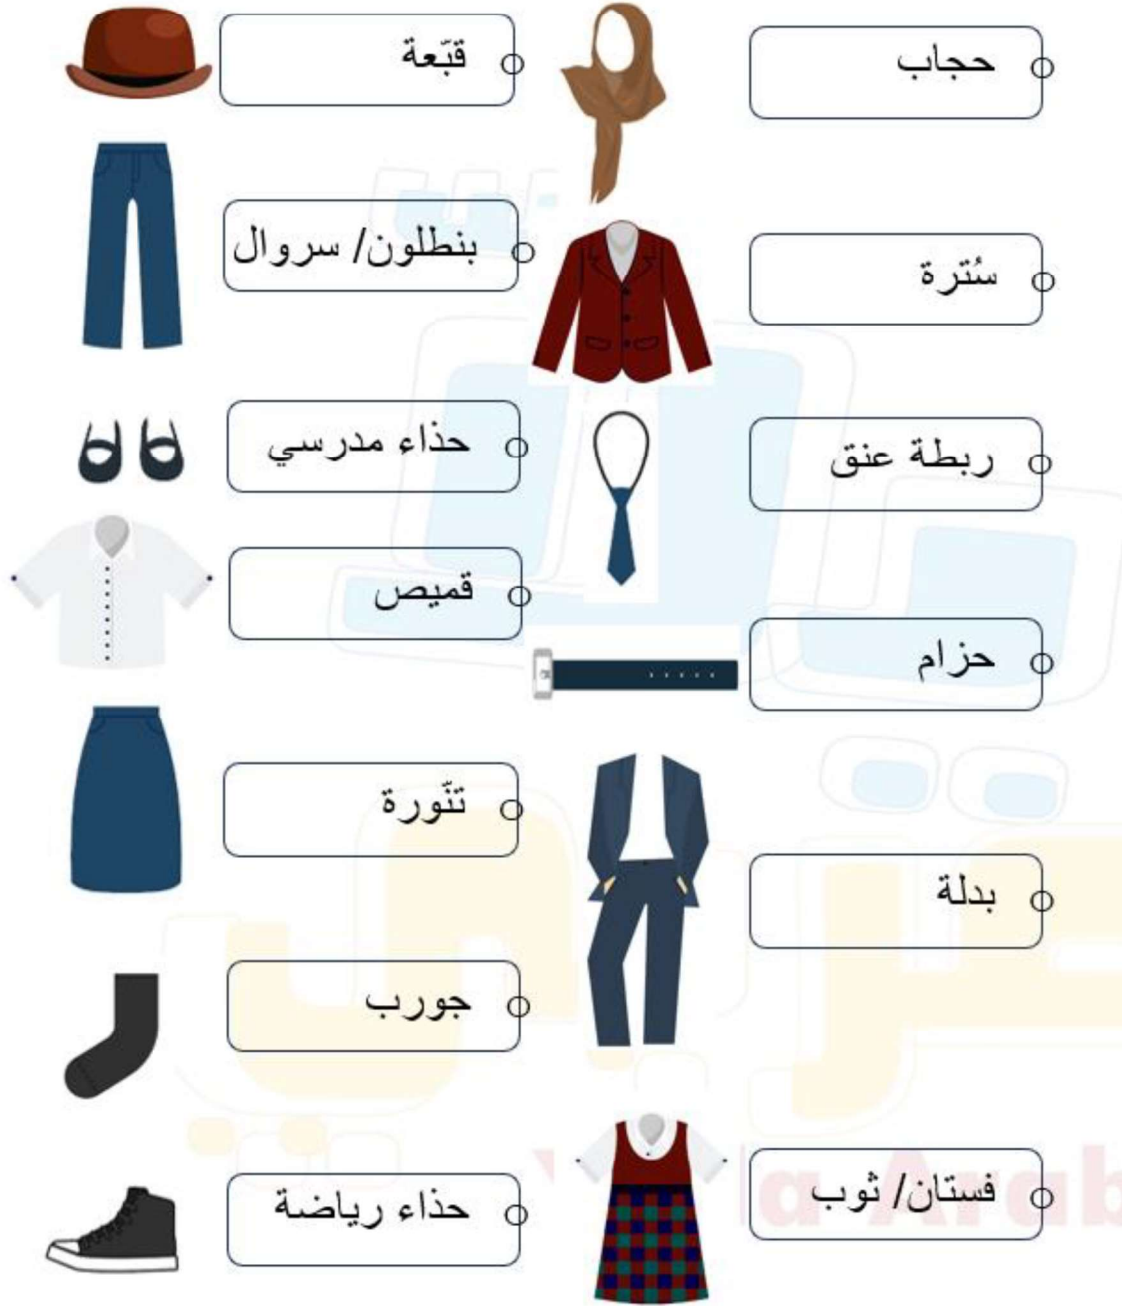 حجاب
قبّعة
سُترة
بنطلون/ سروال
ربطة عنق
حذاء مدرسي
حزام
قميص
بدلة
تنّورة
جورب
فستان/ ثوب
حذاء رياضة